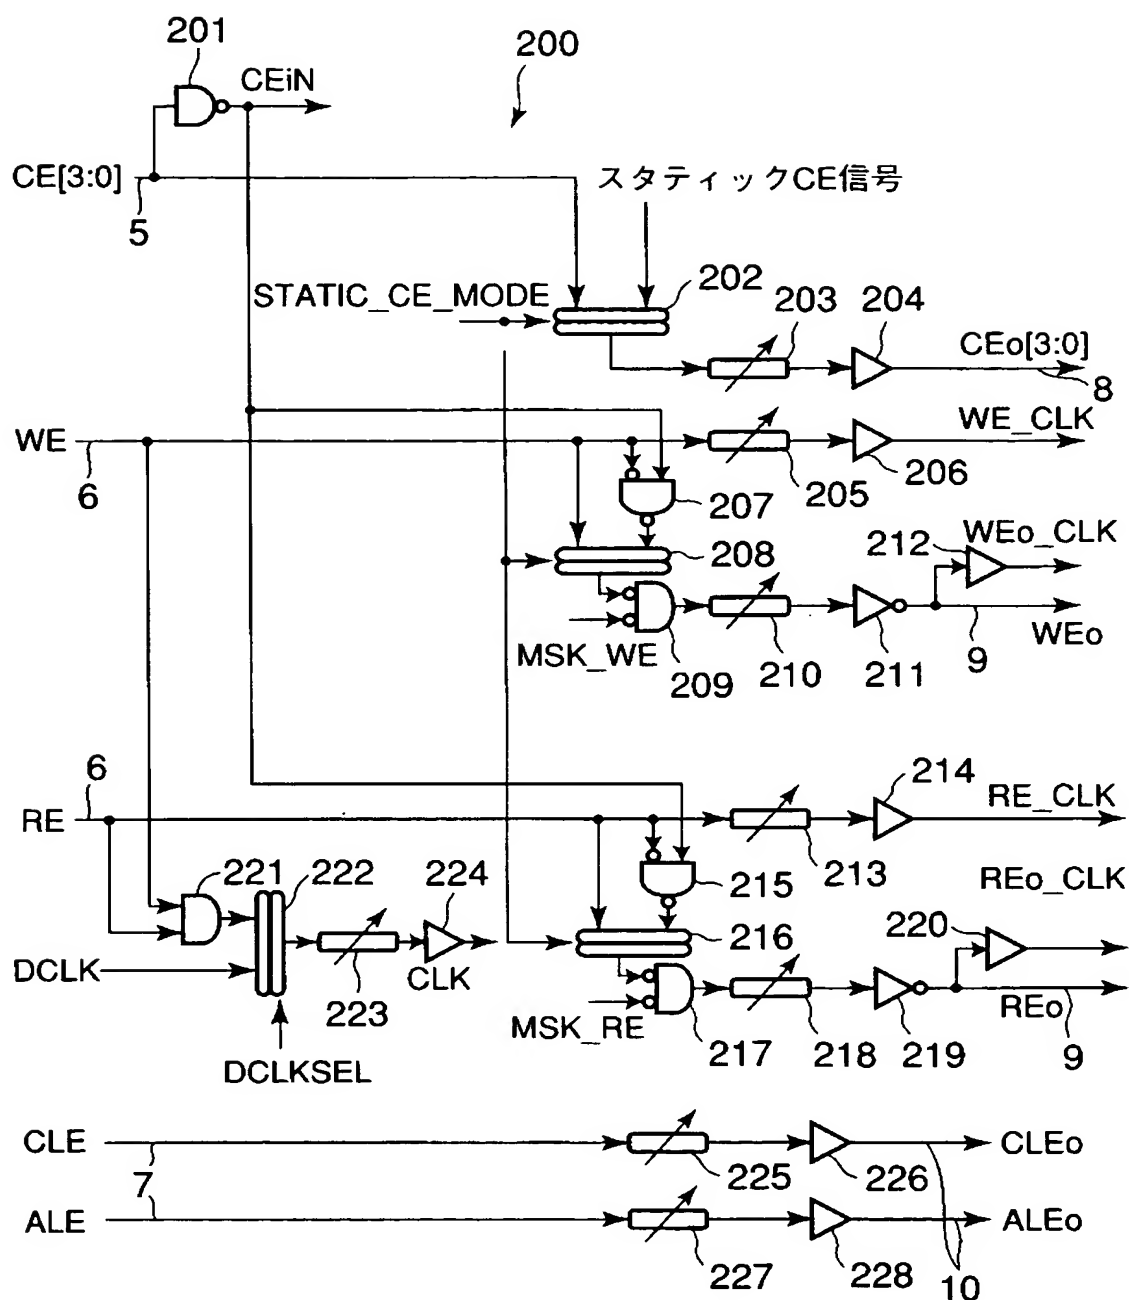 201
200
CEiN
CE[3:0]
5
スタティックCE信号
STATIC_CE_MODE
202
203
204
CEo[3:0]
8
WE
6
WE_CLK
205
206
207
208
212
WEo_CLK
MSK_WE
209
210
211
9
WEo
6
RE
214
RE_CLK
213
215
REo_CLK
221
222
224
216
220
DCLK
223
CLK
MSK_RE
217
218
219
REo
9
DCLKSEL
CLE
7
225
226
CLEo
ALE
227
228
10
ALEo